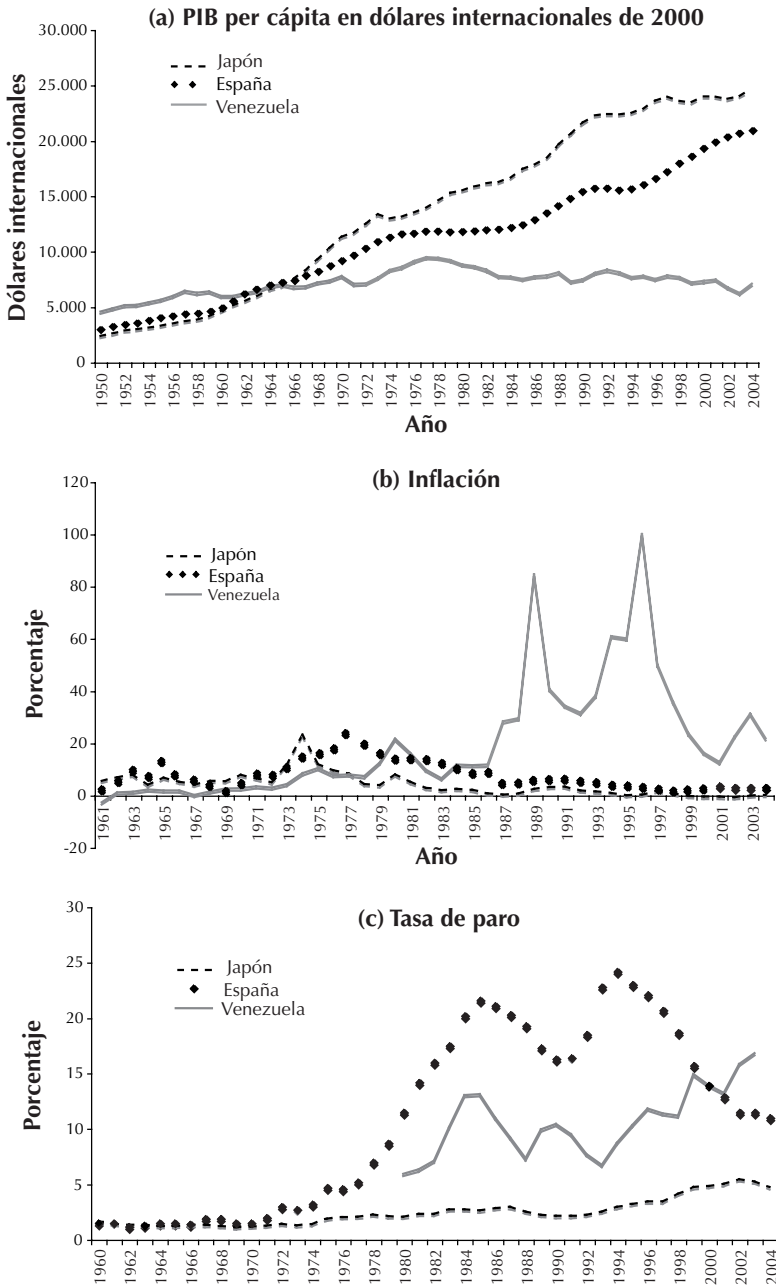 (a) PIB per cápita en dólares internacionales de 2000
30.000
25.000
20.000
15.000
10.000
5.000
0
Dólares internacionales
Japón
España
Venezuela
1950 1952 1954 1956 1958 1960 1962 1964 1966 1968 1970 1972 1974 1976 1978 1980 1982 1984 1986 1988 1990 1992 1994 1996 1998 2000 2002 2004
Año
(b) Inflación
120
100
80
60
40
20
0
-20
Porcentaje
Japón
España
Venezuela
1961 1963 1965 1967 1969 1971 1973 1975 1977 1979 1981 1983 1985 1987 1989 1991 1993 1995 1997 1999 2001 2003
Año
(c) Tasa de paro
30
25
20
15
10
5
0
Porcentaje
Japón
España
Venezuela
1960 1962 1964 1966 1968 1970 1972 1974 1976 1978 1980 1982 1984 1986 1988 1990 1992 1994 1996 1998 2000 2002 2004